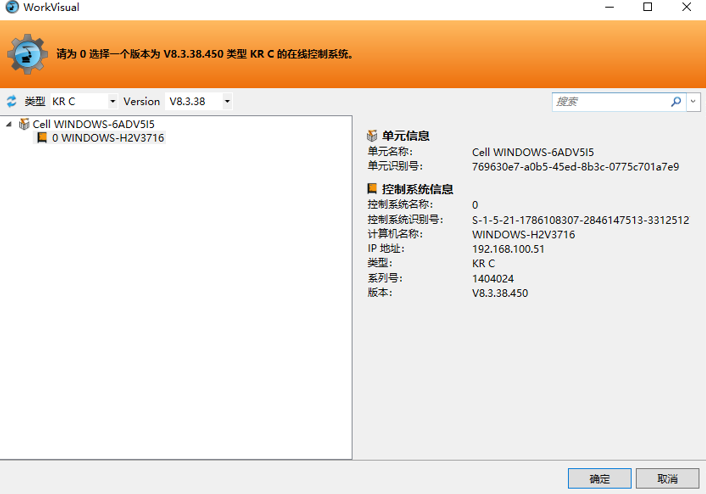 WorkVisual
请为 0 选择一个版本为 V8.3.38.450 类型 KR C 的在线控制系统。
类型 KR C Version V8.3.38 搜索
Cell WINDOWS-6ADV5I5
0 WINDOWS-H2V3716
单元信息
单元名称: Cell WINDOWS-6ADV5I5
单元识别号: 769630e7-a0b5-45ed-8b3c-0775c701a7e9
控制系统信息
控制系统名称: 0
控制系统识别号: S-1-5-21-1786108307-2846147513-3312512
计算机名称: WINDOWS-H2V3716
IP 地址: 192.168.100.51
类型: KR C
系列号: 1404024
版本: V8.3.38.450
确定 取消